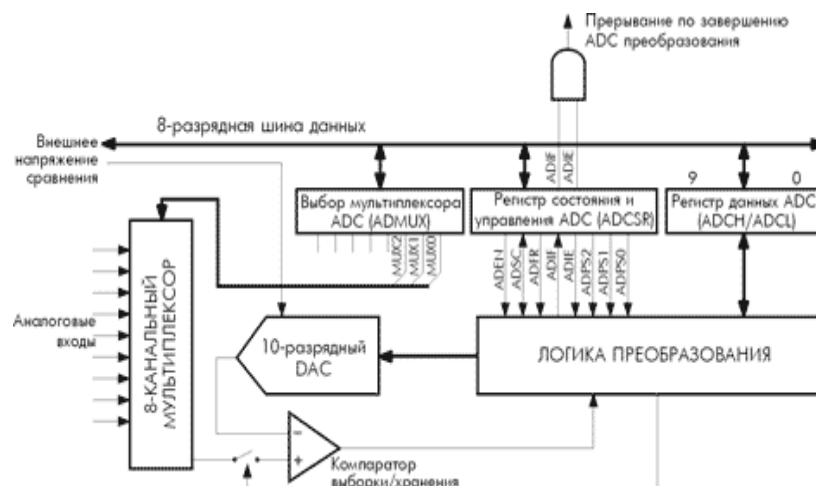 Прерывание по завершению
ADC преобразования
8-разрядная шина данных
Внешнее
напряжение
сравнения
ADIF
ADIE
9
0
Выбор мультиплексора
ADC (ADMUX)
Регистр состояния и
управления ADC (ADCSR)
Регистр данных ADC
(ADCH/ADCL)
MUX2
MUX1
MUX0
ADEN
ADSC
ADFR
ADIF
ADIE
ADPS2
ADPS1
ADPS0
Аналоговые
входы
8-КАНАЛЬНЫЙ
МУЛЬТИПЛЕКСОР
10-разрядный
DAC
ЛОГИКА ПРЕОБРАЗОВАНИЯ
−
+
Компаратор
выборки/хранения